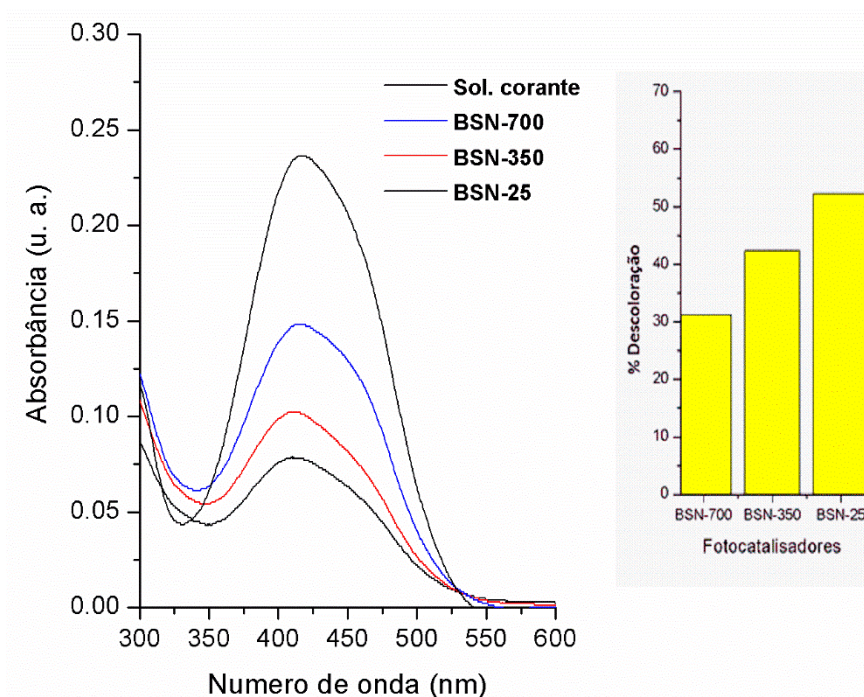 0.30
0.25
0.20
0.15
0.10
0.05
0.00
Absorbância (u. a.)
300 350 400 450 500 550 600
Numero de onda (nm)
Sol. corante
BSN-700
BSN-350
BSN-25
70
60
50
40
30
20
10
0
% Descoloração
BSN-700 BSN-350 BSN-25
Fotocatalisadores